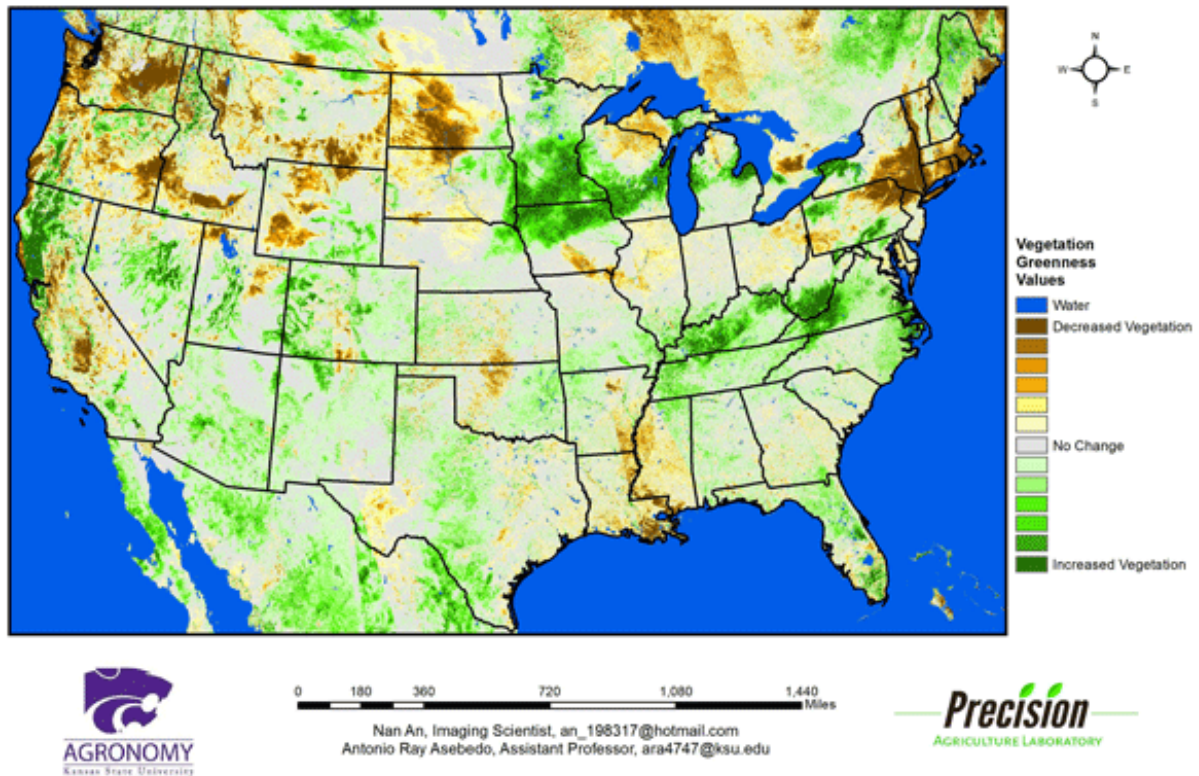 N
W E
S
Vegetation
Greenness
Values
Water
Decreased Vegetation
No Change
Increased Vegetation
0 180 360 720 1,080 1,440
Miles
Nan An, Imaging Scientist, an_198317@hotmail.com
Antonio Ray Asebedo, Assistant Professor, ara4747@ksu.edu
AGRONOMY
Kansas State University
Precision
AGRICULTURE LABORATORY